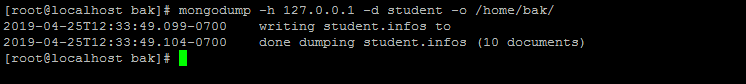 [root@localhost bak]# mongodump -h 127.0.0.1 -d student -o /home/bak/
2019-04-25T12:33:49.099-0700    writing student.infos to
2019-04-25T12:33:49.104-0700    done dumping student.infos (10 documents)
[root@localhost bak]#